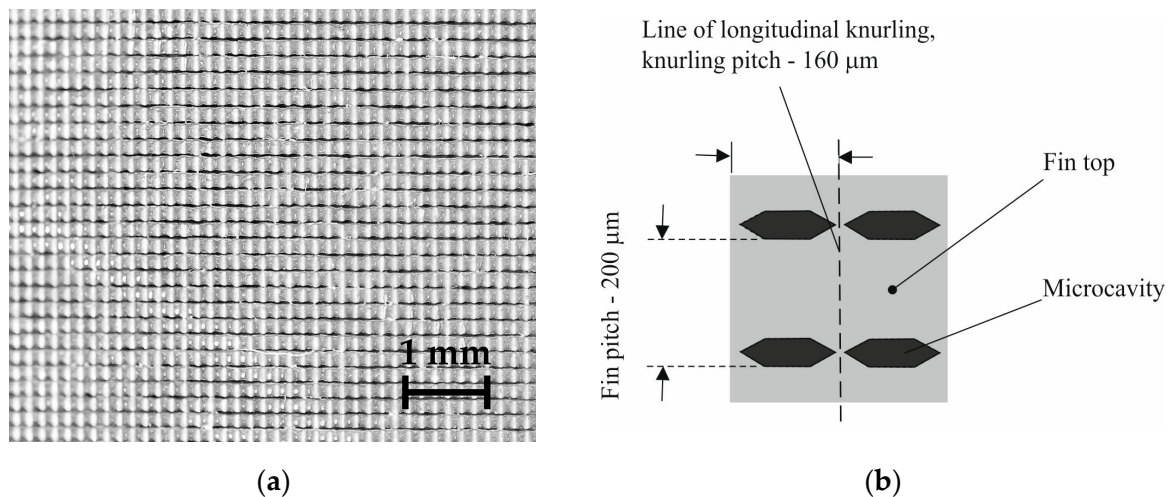 1 mm
(a)
Line of longitudinal knurling,
knurling pitch - 160 μm
Fin top
Fin pitch - 200 μm
Microcavity
(b)